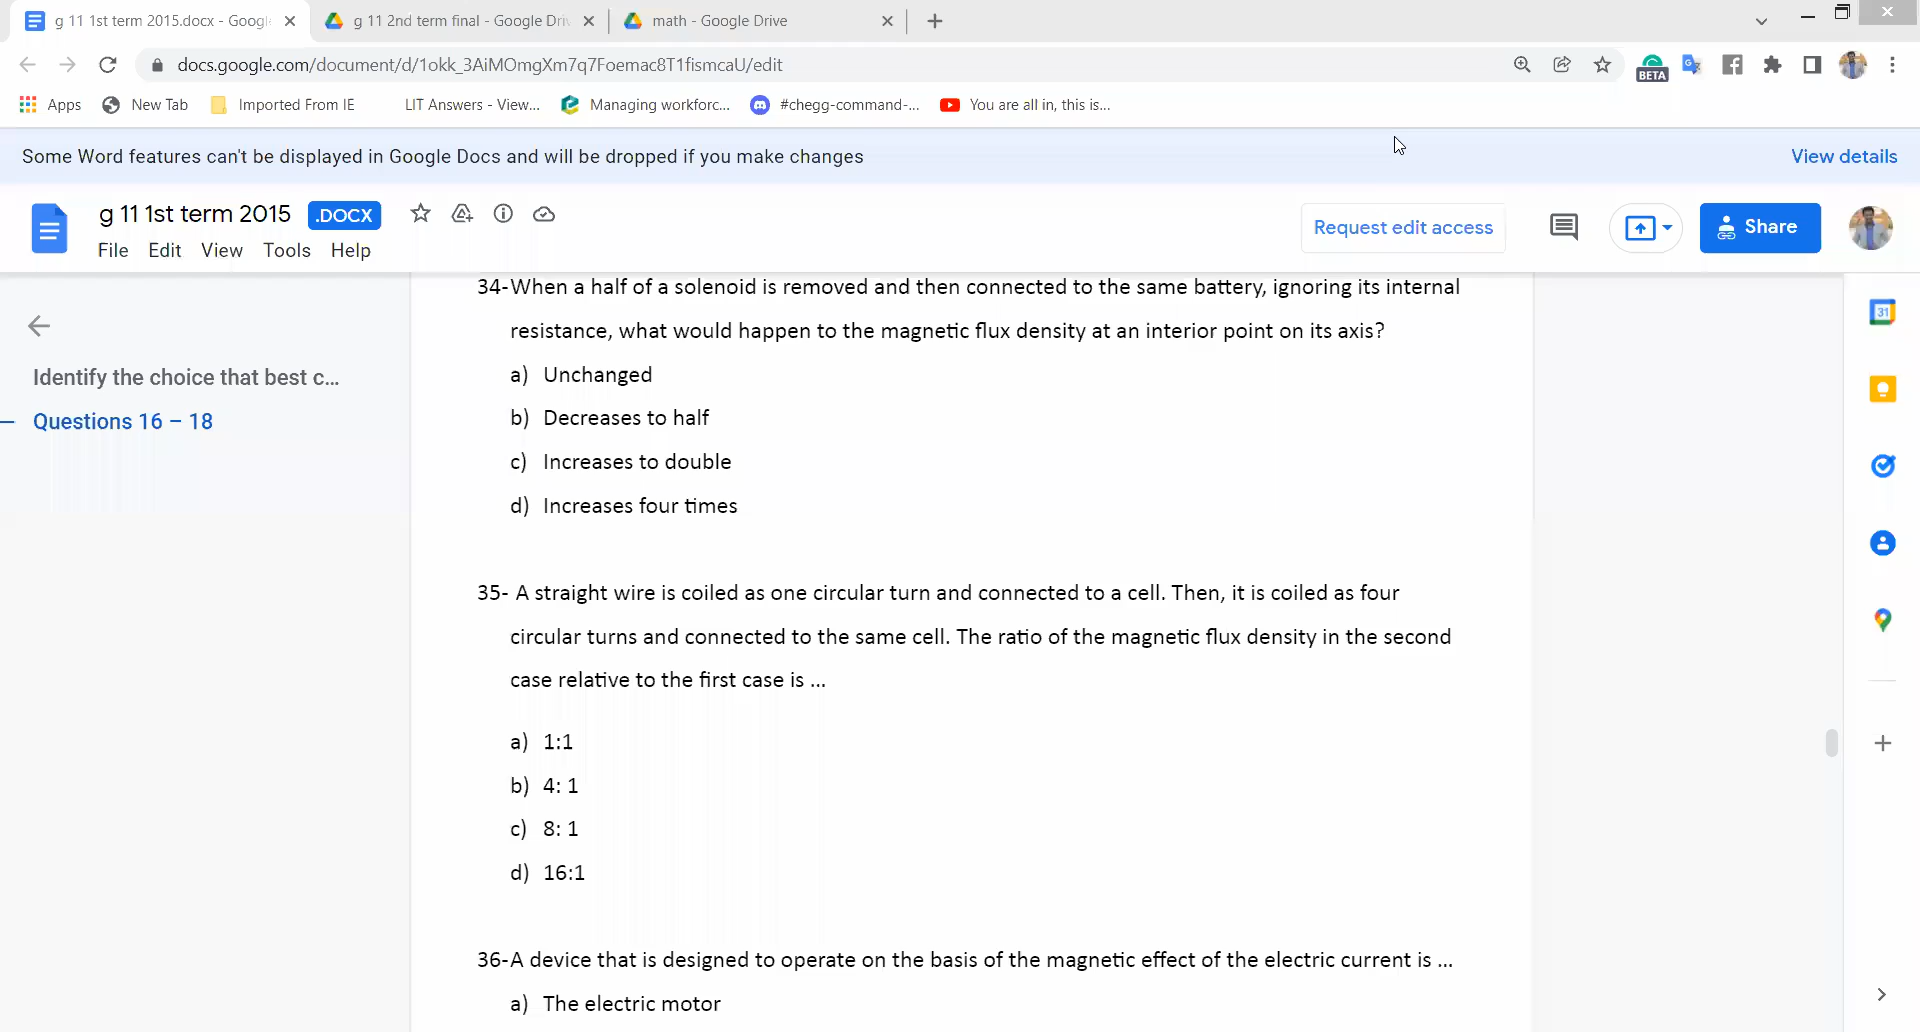 g 11 1st term 2015.docx - Googl
g 11 2nd term final - Google Dri
math - Google Drive
docs.google.com/document/d/1okk_3AiMOmgXm7q7Foemac8T1fismcaU/edit
BETA
Apps
New Tab
Imported From IE
LIT Answers - View...
Managing workforc...
#chegg-command-...
You are all in, this is...
Some Word features can't be displayed in Google Docs and will be dropped if you make changes
View details
g 11 1st term 2015 .DOCX
File Edit View Tools Help
Request edit access
Share
Identify the choice that best c...
Questions 16 – 18
34-When a half of a solenoid is removed and then connected to the same battery, ignoring its internal
resistance, what would happen to the magnetic flux density at an interior point on its axis?
a) Unchanged
b) Decreases to half
c) Increases to double
d) Increases four times
35- A straight wire is coiled as one circular turn and connected to a cell. Then, it is coiled as four
circular turns and connected to the same cell. The ratio of the magnetic flux density in the second
case relative to the first case is ...
a) 1:1
b) 4: 1
c) 8: 1
d) 16:1
36-A device that is designed to operate on the basis of the magnetic effect of the electric current is ...
a) The electric motor
31